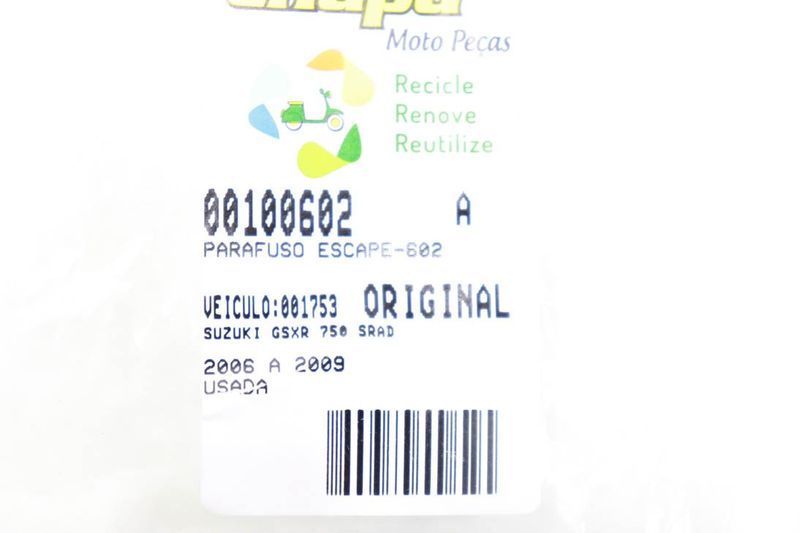 Moto Peças
Recicle
Renove
Reutilize
00100602 A
PARAFUSO ESCAPE-602
VEICULO:001753 ORIGINAL
SUZUKI GSXR 750 SRAD
2006 A 2009
USADA